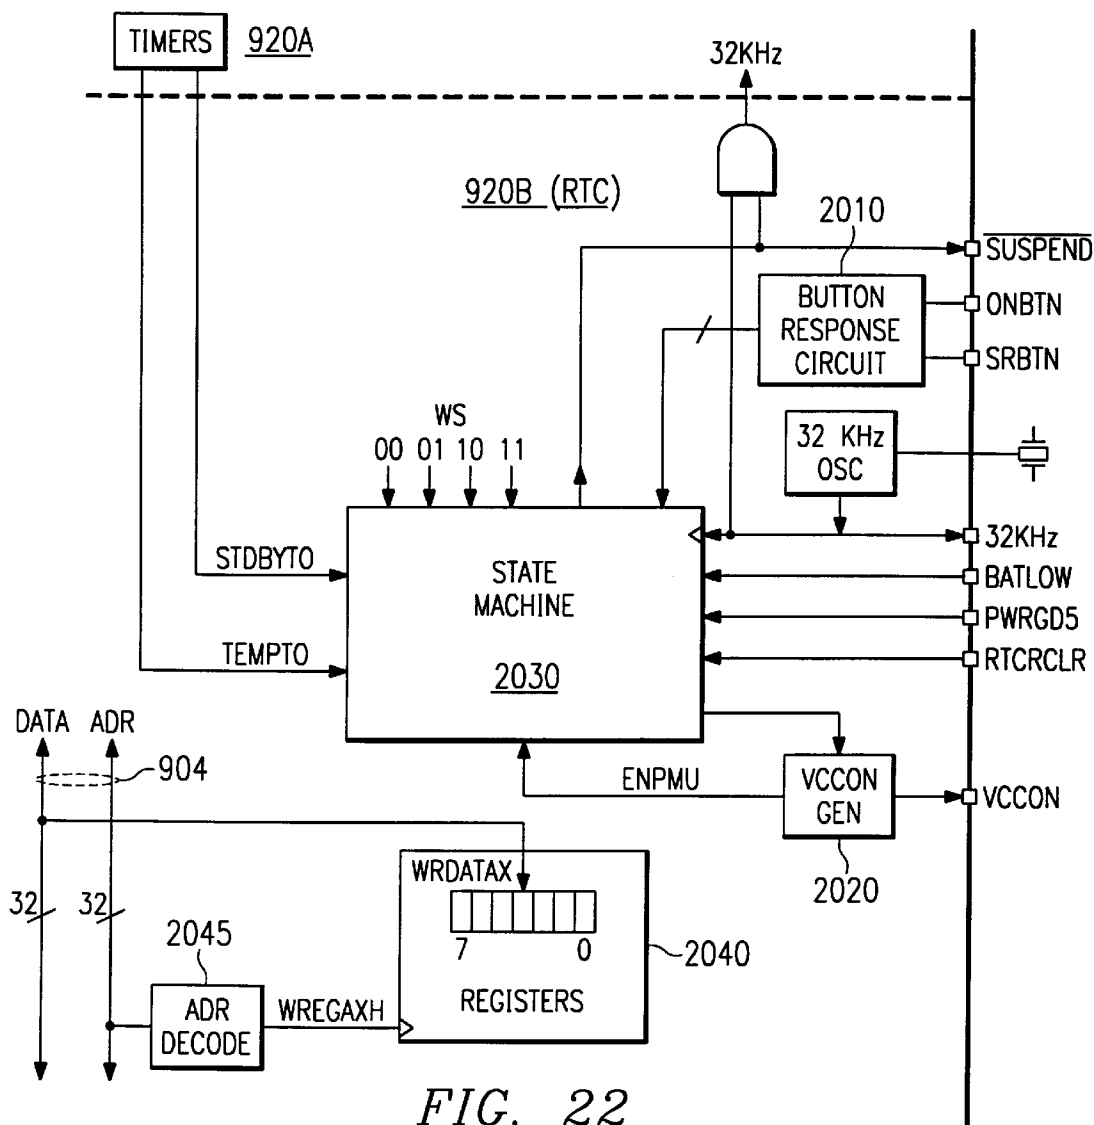 TIMERS
920A
32KHz
920B (RTC)
2010
SUSPEND
BUTTON
RESPONSE
CIRCUIT
ONBTN
SRBTN
WS
00 01 10 11
32 KHz
OSC
STDBYTO
32KHz
STATE
MACHINE
BATLOW
PWRGD5
TEMPTO
2030
RTCRCLR
DATA ADR
904
ENPMU
VCCON
GEN
VCCON
WRDATAX
2020
32 32
7 0
2045
2040
ADR
DECODE
WREGAXH
REGISTERS
FIG. 22